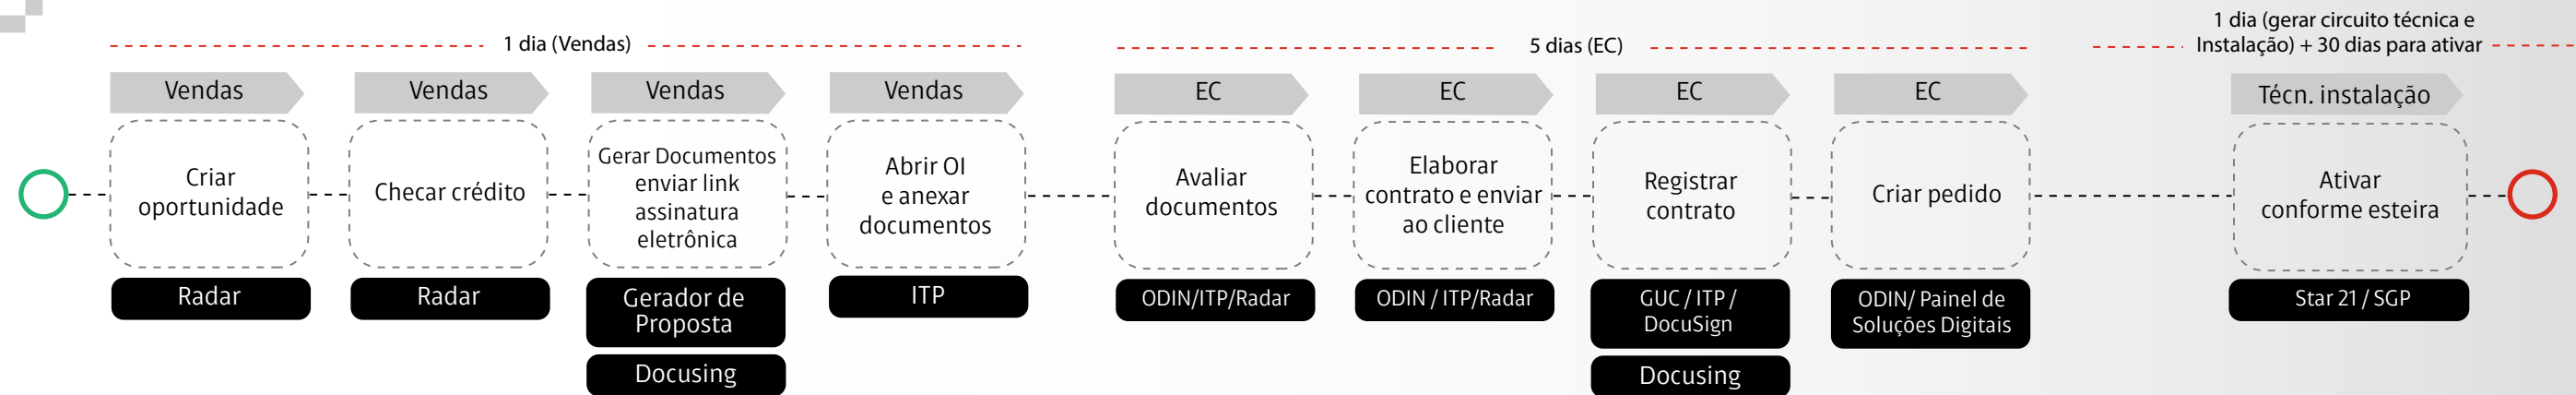 1 dia (Vendas)
5 dias (EC)
1 dia (gerar circuito técnica e
Instalação) + 30 dias para ativar
Vendas
Vendas
Vendas
Vendas
EC
EC
EC
EC
Técn. instalação
Criar
oportunidade
Checar crédito
Gerar Documentos
enviar link
assinatura
eletrônica
Abrir OI
e anexar
documentos
Avaliar
documentos
Elaborar
contrato e enviar
ao cliente
Registrar
contrato
Criar pedido
Ativar
conforme esteira
Radar
Radar
Gerador de
Proposta
Docusing
ITP
ODIN/ITP/Radar
ODIN / ITP/Radar
GUC / ITP /
DocuSign
Docusing
ODIN/ Painel de
Soluções Digitais
Star 21 / SGP